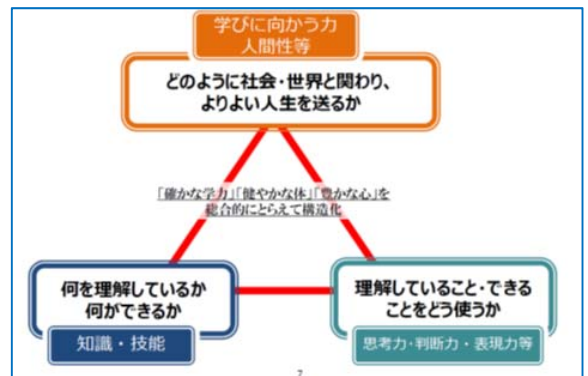 学びに向かう力
人間性等
どのように社会・世界と関わり、
よりよい人生を送るか
「確かな学力」「健やかな体」「豊かな心」を
総合的にとらえて構造化
何を理解しているか
何ができるか
知識・技能
理解していること・できる
ことをどう使うか
思考力・判断力・表現力等
7